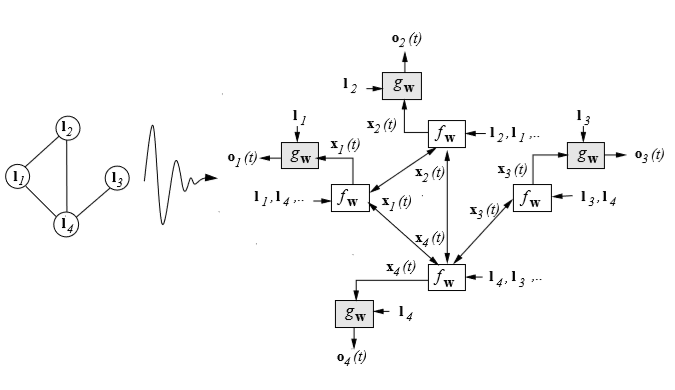 l1
l2
l3
l4
o2(t)
l2
gw
x2(t)
fw
l2, l1,..
l1
o1(t)
gw
x1(t)
l1, l4,..
fw
x1(t)
x2(t)
x4(t)
l3
gw
o3(t)
x3(t)
fw
l3, l4
x3(t)
x4(t)
fw
l4, l3,..
gw
l4
o4(t)